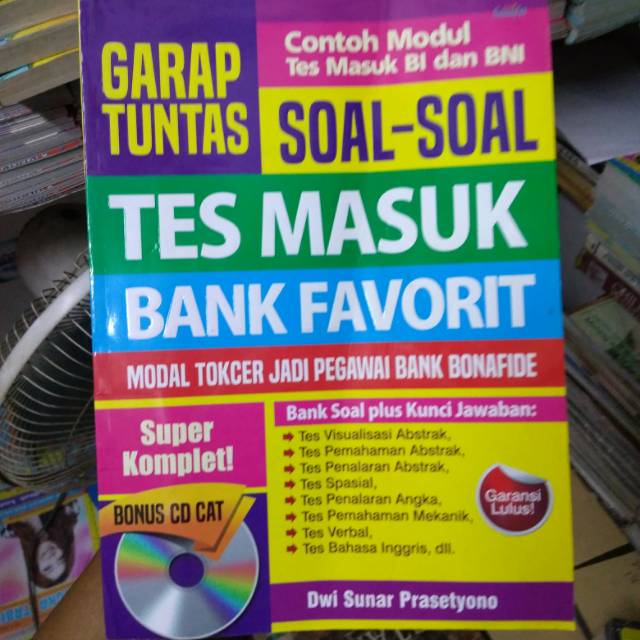 GARAP
TUNTAS
Contoh Modul
Tes Masuk BI dan BNI
SOAL-SOAL
TES MASUK
BANK FAVORIT
MODAL TOKCER JADI PEGAWAI BANK BONAFIDE
Super
Komplet!
BONUS CD CAT
Bank Soal plus Kunci Jawaban:
Tes Visualisasi Abstrak,
Tes Pemahaman Abstrak,
Tes Penalaran Abstrak,
Tes Spasial,
Tes Penalaran Angka,
Tes Pemahaman Mekanik,
Tes Verbal,
Tes Bahasa Inggris, dll.
Garansi
Lulus!
Dwi Sunar Prasetyono